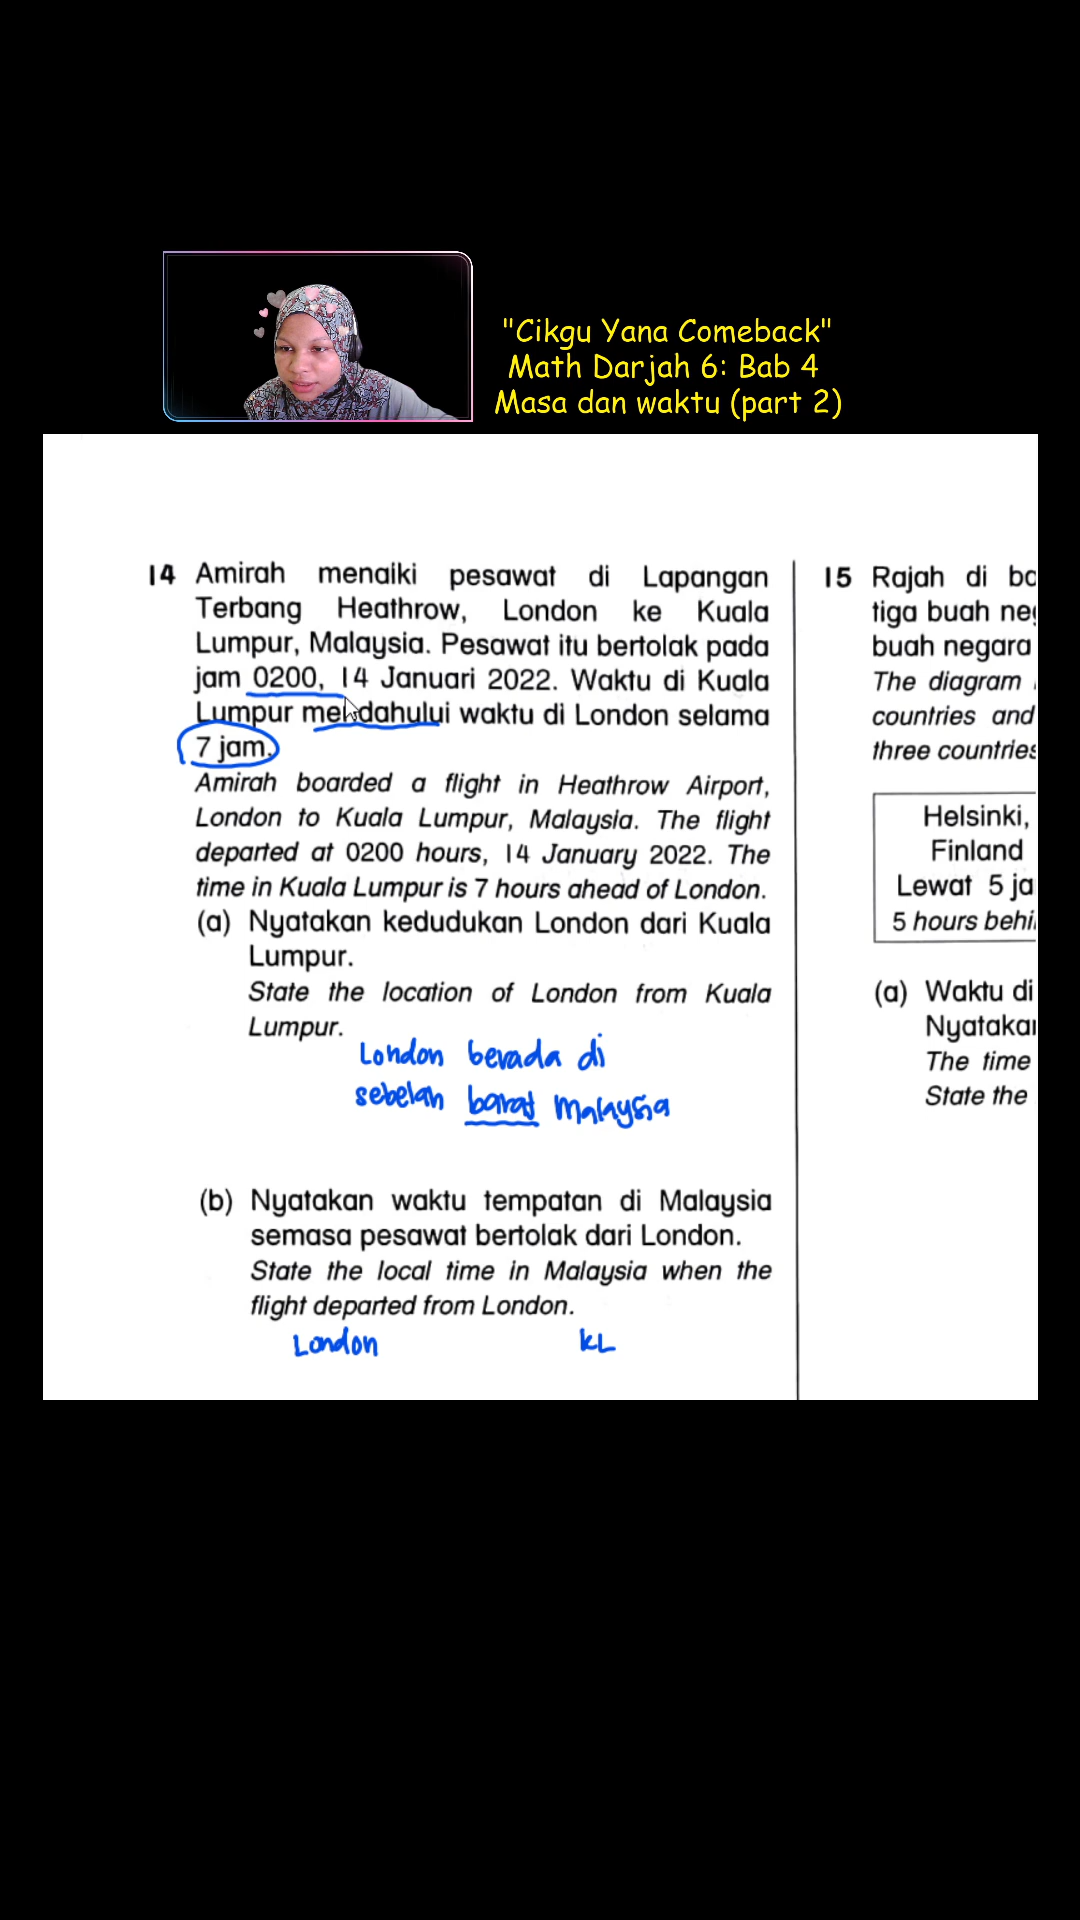 "Cikgu Yana Comeback"
Math Darjah 6: Bab 4
Masa dan waktu (part 2)
14 Amirah menaiki pesawat di Lapangan
Terbang Heathrow, London ke Kuala
Lumpur, Malaysia. Pesawat itu bertolak pada
jam 0200, 14 Januari 2022. Waktu di Kuala
Lumpur mendahului waktu di London selama
7 jam.
Amirah boarded a flight in Heathrow Airport,
London to Kuala Lumpur, Malaysia. The flight
departed at 0200 hours, 14 January 2022. The
time in Kuala Lumpur is 7 hours ahead of London.
(a) Nyatakan kedudukan London dari Kuala
Lumpur.
State the location of London from Kuala
Lumpur.
London berada di
sebelah barat Malaysia
(b) Nyatakan waktu tempatan di Malaysia
semasa pesawat bertolak dari London.
State the local time in Malaysia when the
flight departed from London.
London KL
15 Rajah di
tiga buah
buah negara
The diagram
countries and
three countries
Helsinki,
Finland
Lewat 5
5 hours
(a) Waktu di
The time
State the